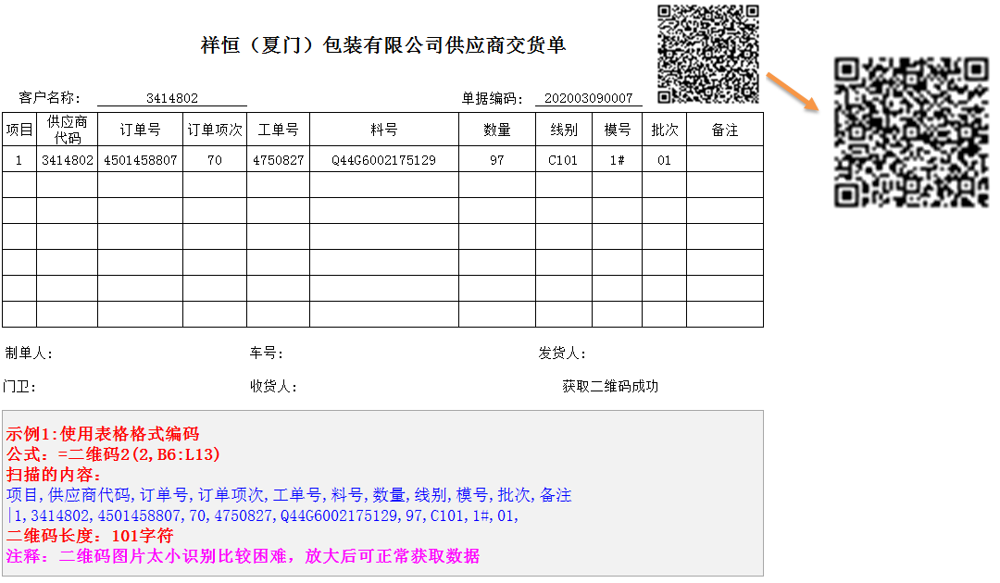 祥恒（夏门）包装有限公司供应商交货单
客户名称: 3414802 单据编码: 202003090007
项目 供应商代码 订单号 订单项次 工单号 料号 数量 线别 模号 批次 备注
1 3414802 4501458807 70 4750827 Q44G6002175129 97 C101 1# 01
制单人: 车号: 发货人:
门卫: 收货人: 获取二维码成功
示例1:使用表格格式编码
公式: =二维码2(2,B6:L13)
扫描的内容:
项目,供应商代码,订单号,订单项次,工单号,料号,数量,线别,模号,批次,备注
|1,3414802,4501458807,70,4750827,Q44G6002175129,97,C101,1#,01,
二维码长度: 101字符
注释: 二维码图片太小识别比较困难，放大后可正常获取数据